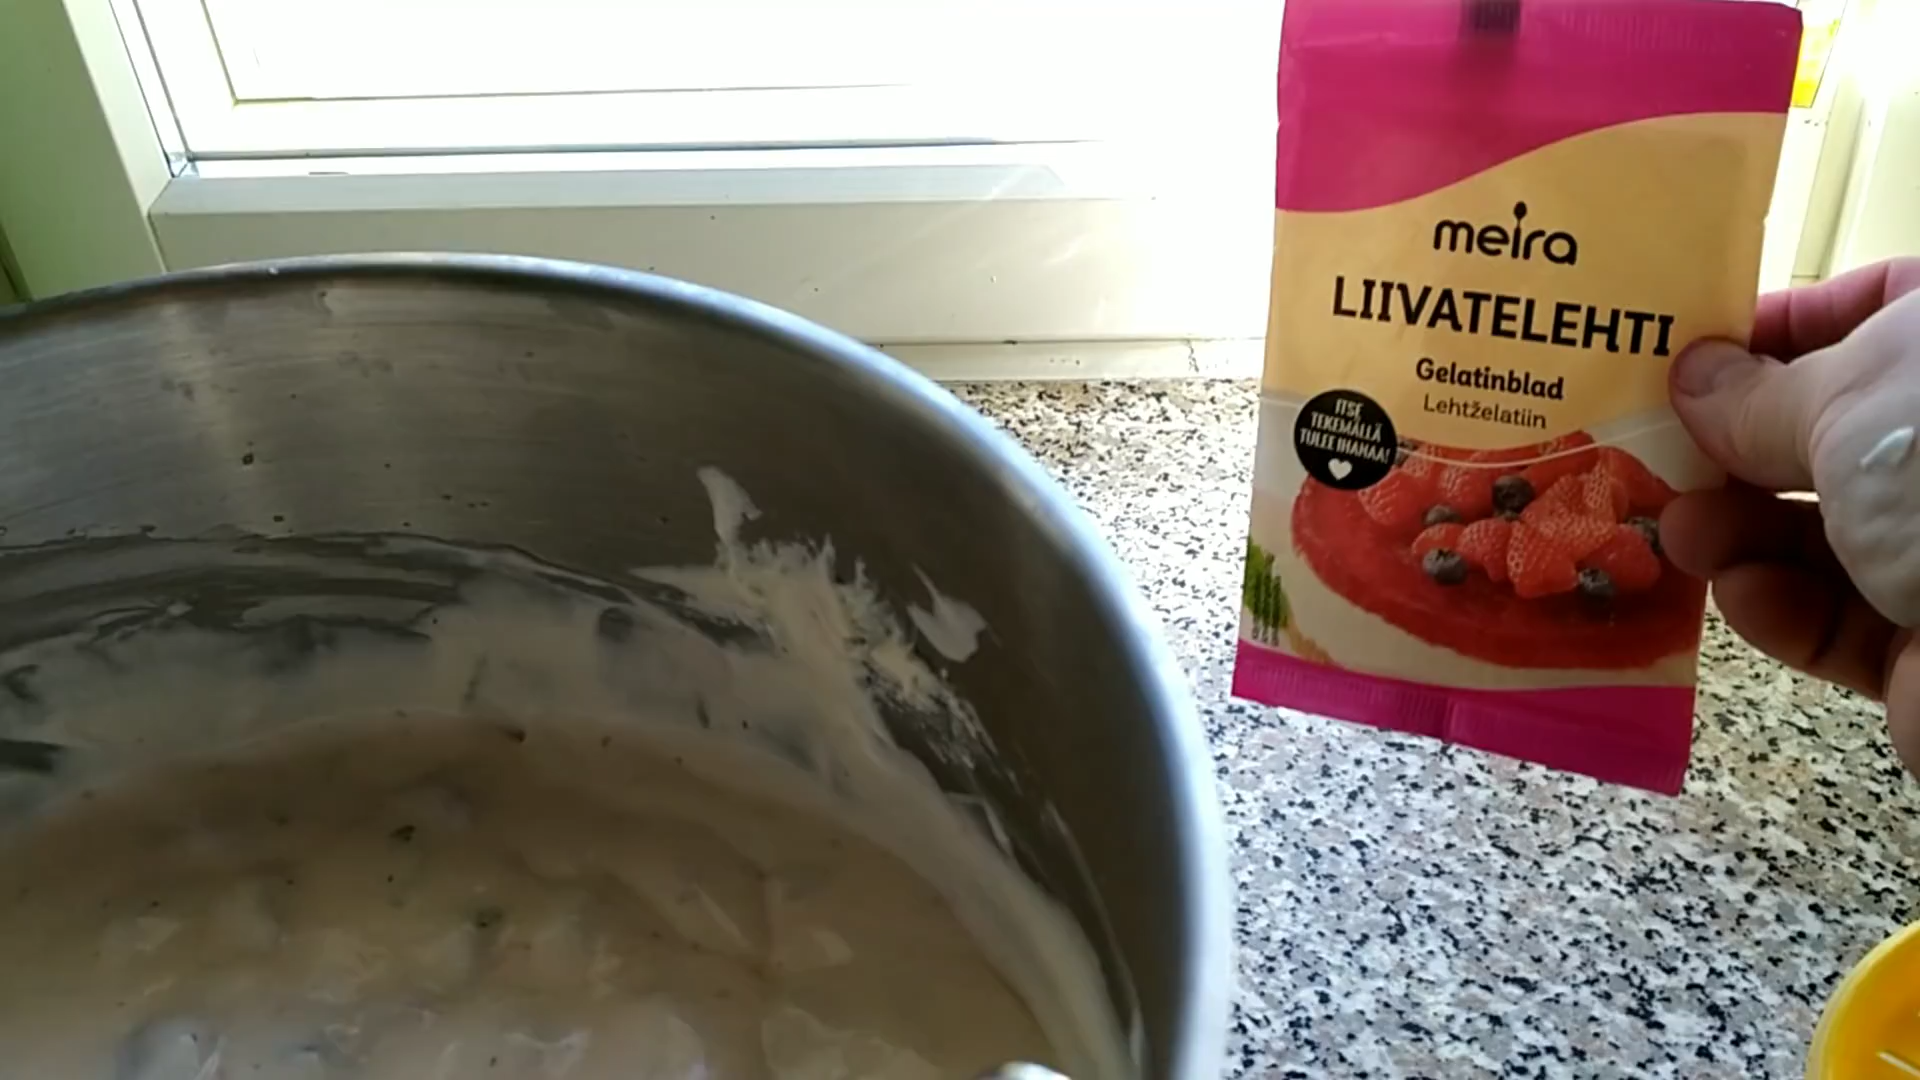 meira
LIIVATELEHTI
Gelatinblad
Lehtželatiin
ITSE
TEKEMÄLLÄ
TULEE IHANAA!